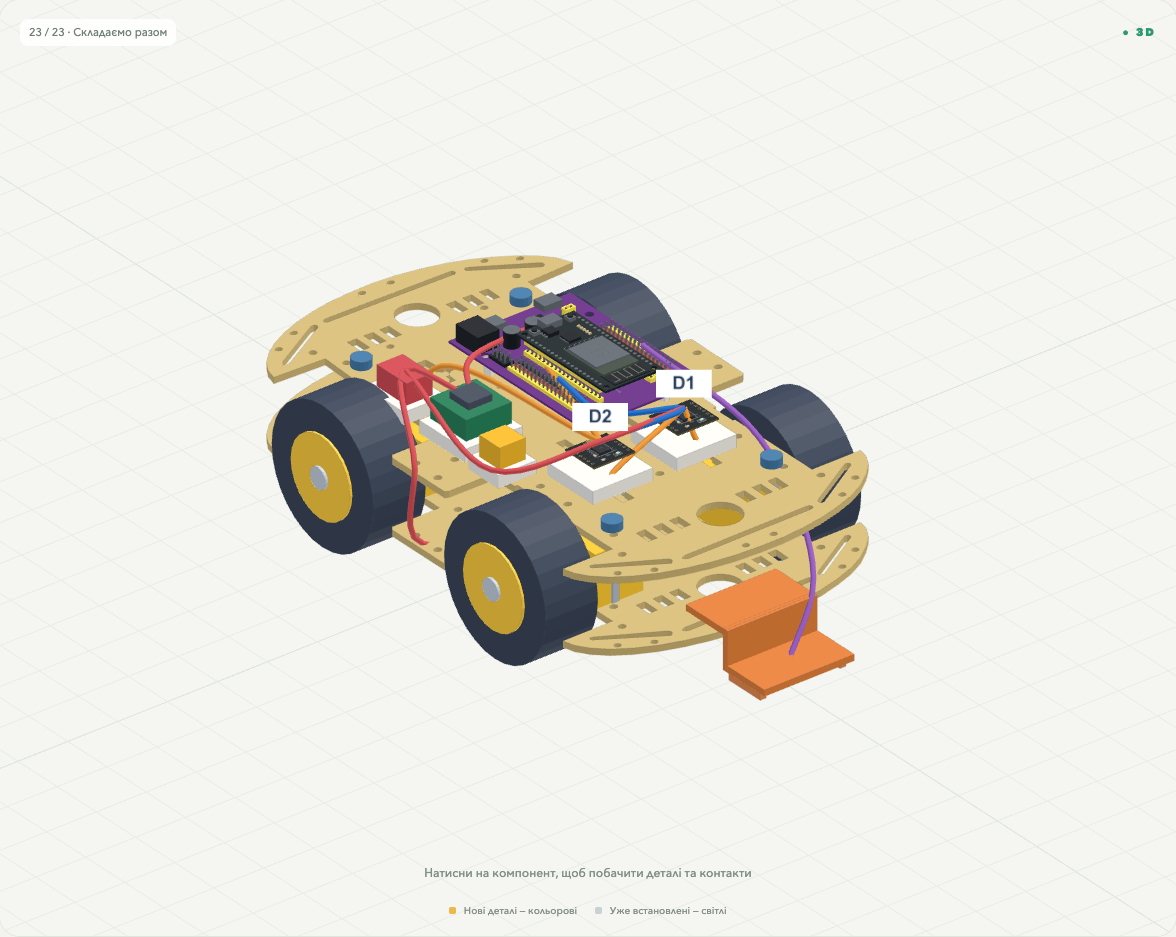 23 / 23 · Складаємо разом
• 3D
D1
D2
Натисни на компонент, щоб побачити деталі та контакти
Нові деталі – кольорові
Уже встановлені – світлі